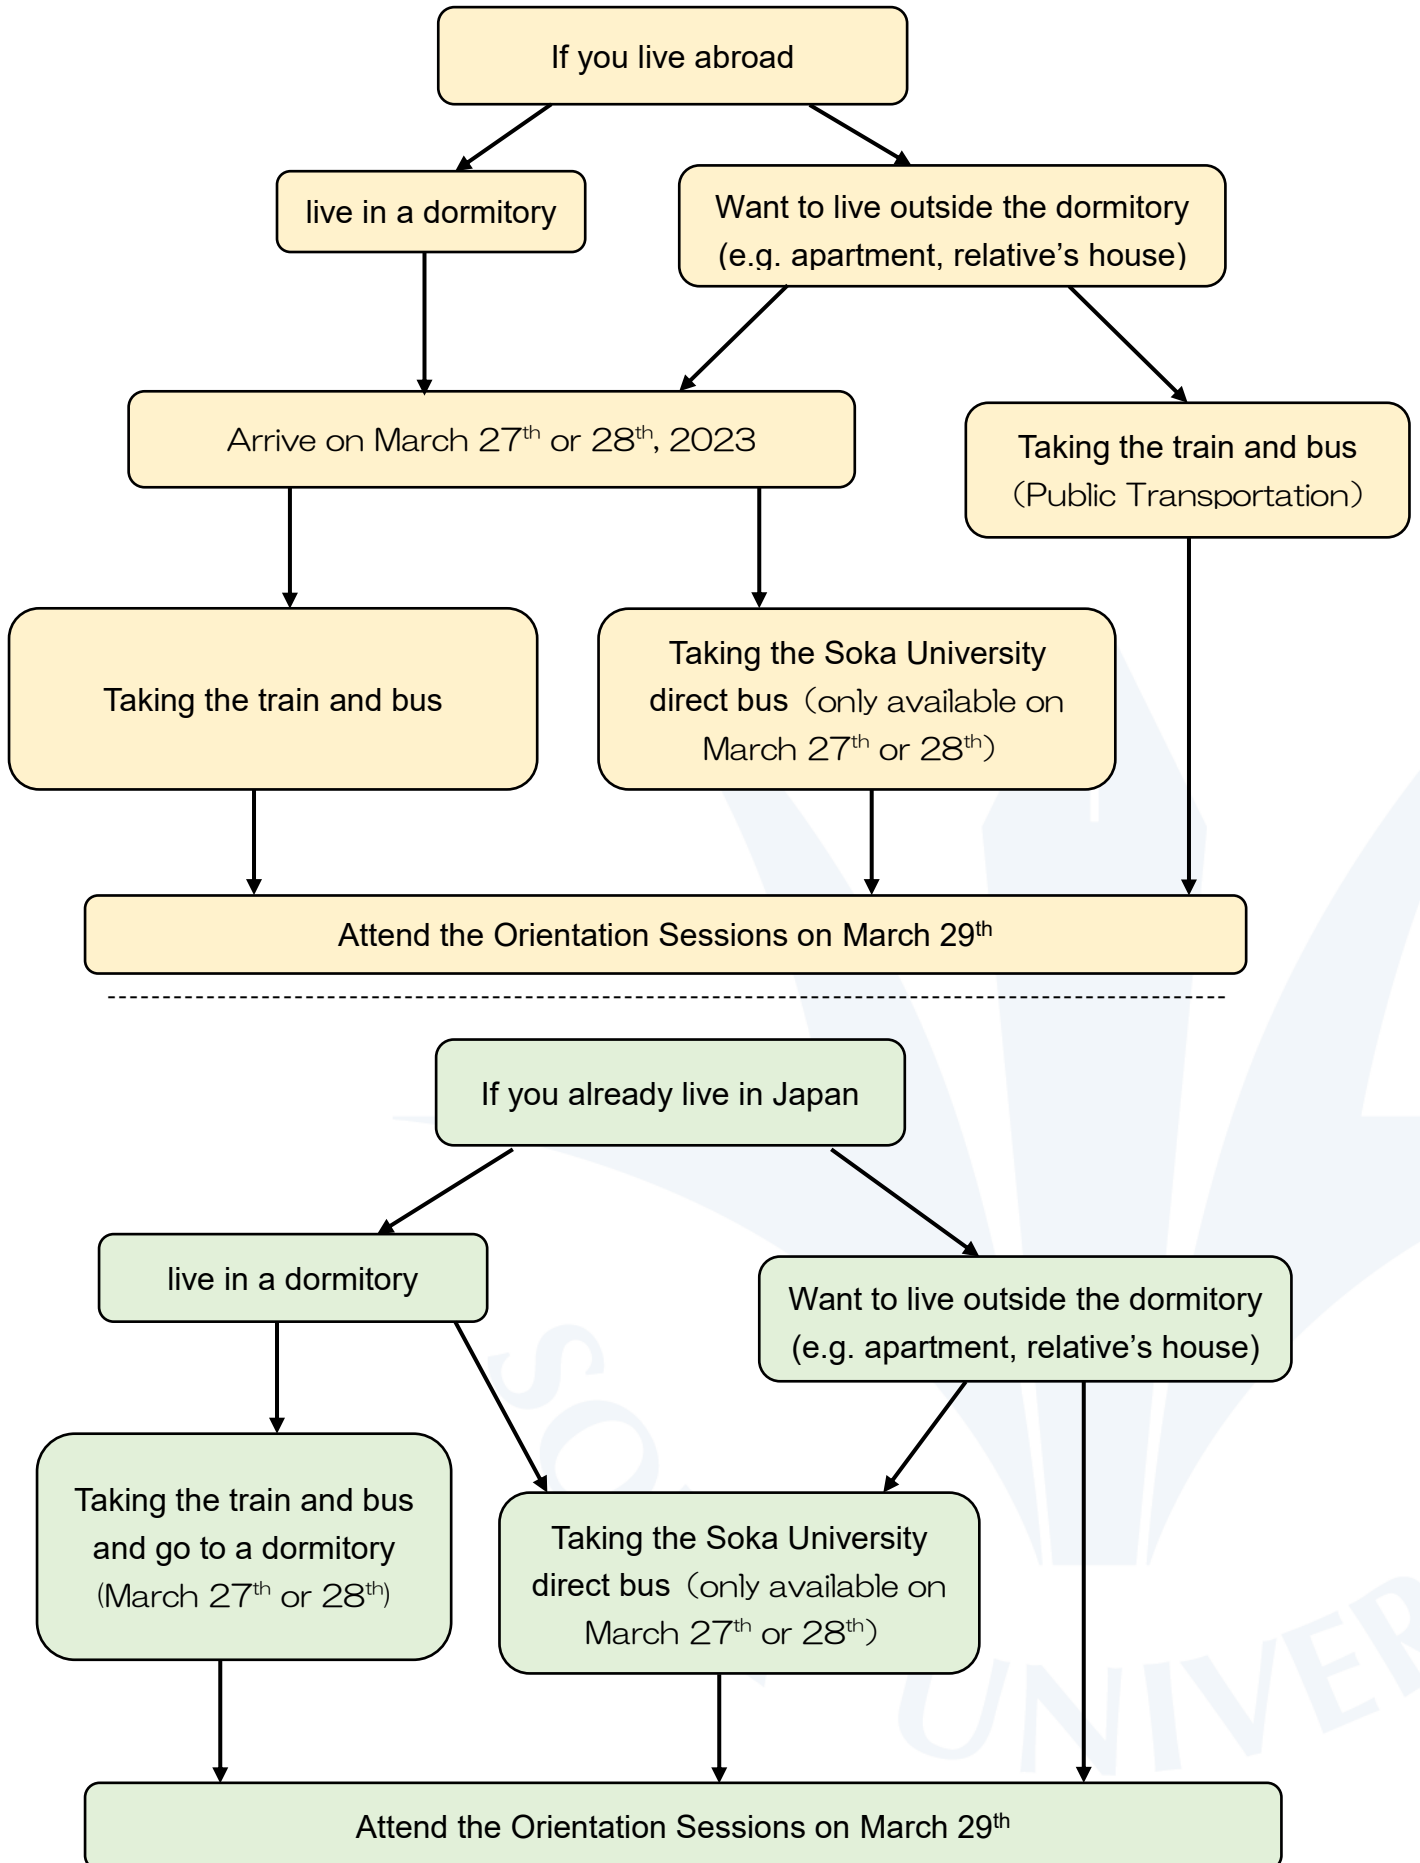 If you live abroad
live in a dormitory
Want to live outside the dormitory
(e.g. apartment, relative’s house)
Arrive on March 27th or 28th, 2023
Taking the train and bus
（Public Transportation）
Taking the train and bus
Taking the Soka University
direct bus（only available on
March 27th or 28th）
Attend the Orientation Sessions on March 29th
If you already live in Japan
live in a dormitory
Want to live outside the dormitory
(e.g. apartment, relative’s house)
Taking the train and bus
and go to a dormitory
(March 27th or 28th)
Taking the Soka University
direct bus（only available on
March 27th or 28th）
Attend the Orientation Sessions on March 29th